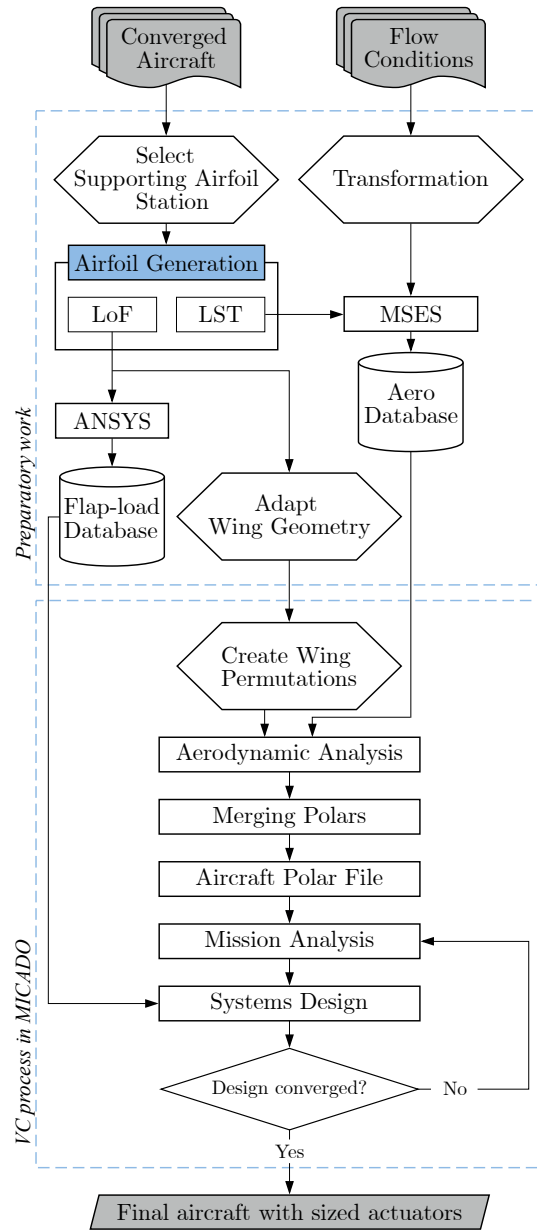 Converged
Aircraft
Flow
Conditions
Select
Supporting Airfoil
Station
Transformation
Airfoil Generation
LoF
LST
MSES
Aero
Database
ANSYS
Flap-load
Database
Adapt
Wing Geometry
Preparatory work
Create Wing
Permutations
Aerodynamic Analysis
Merging Polars
Aircraft Polar File
Mission Analysis
Systems Design
Design converged?
No
Yes
VC process in MICADO
Final aircraft with sized actuators